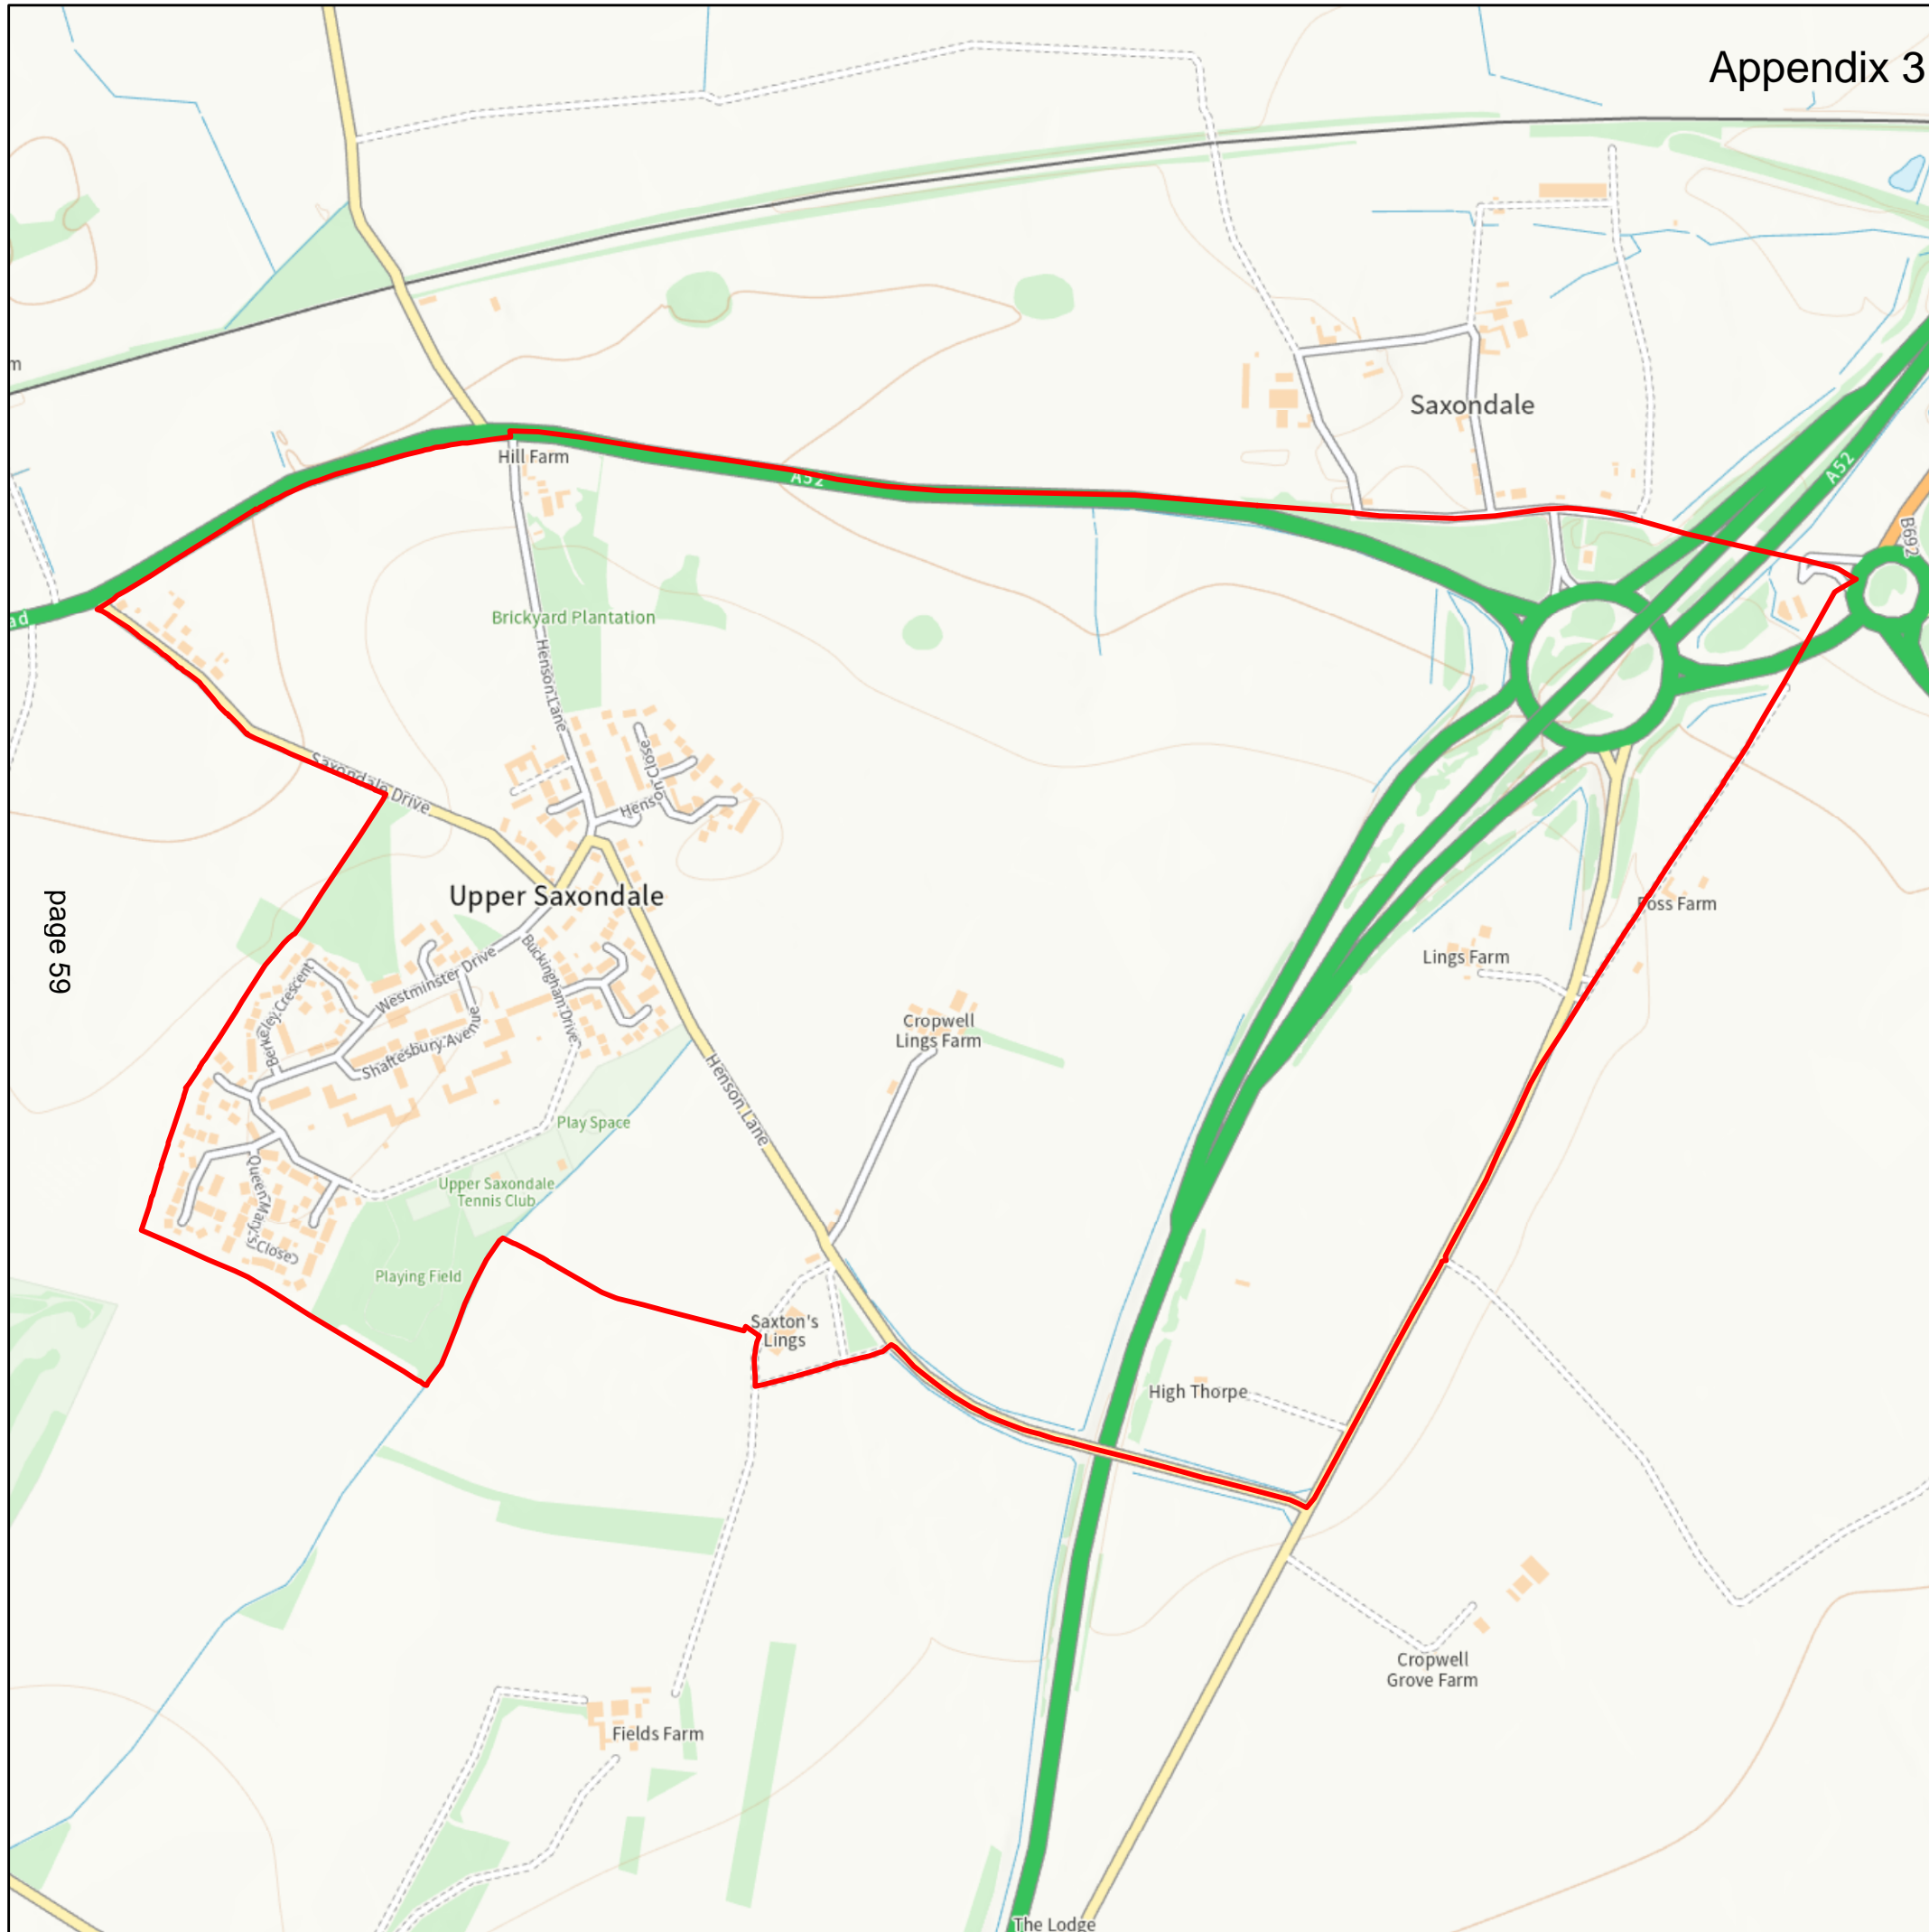 Appendix 3
m
Saxondale
Hill Farm
A52
A52
B692
ad
Brickyard Plantation
Henson Lane
Henson Close
Saxondale Drive
page 59
Upper Saxondale
Foss Farm
Lings Farm
Buckingham Drive
Westminster Drive
Berkeley Crescent
Shaftesbury Avenue
Cropwell
Lings Farm
Henson Lane
Play Space
Upper Saxondale
Tennis Club
Queen Mary's Close
Playing Field
Saxton's
Lings
High Thorpe
Cropwell
Grove Farm
Fields Farm
The Lodge